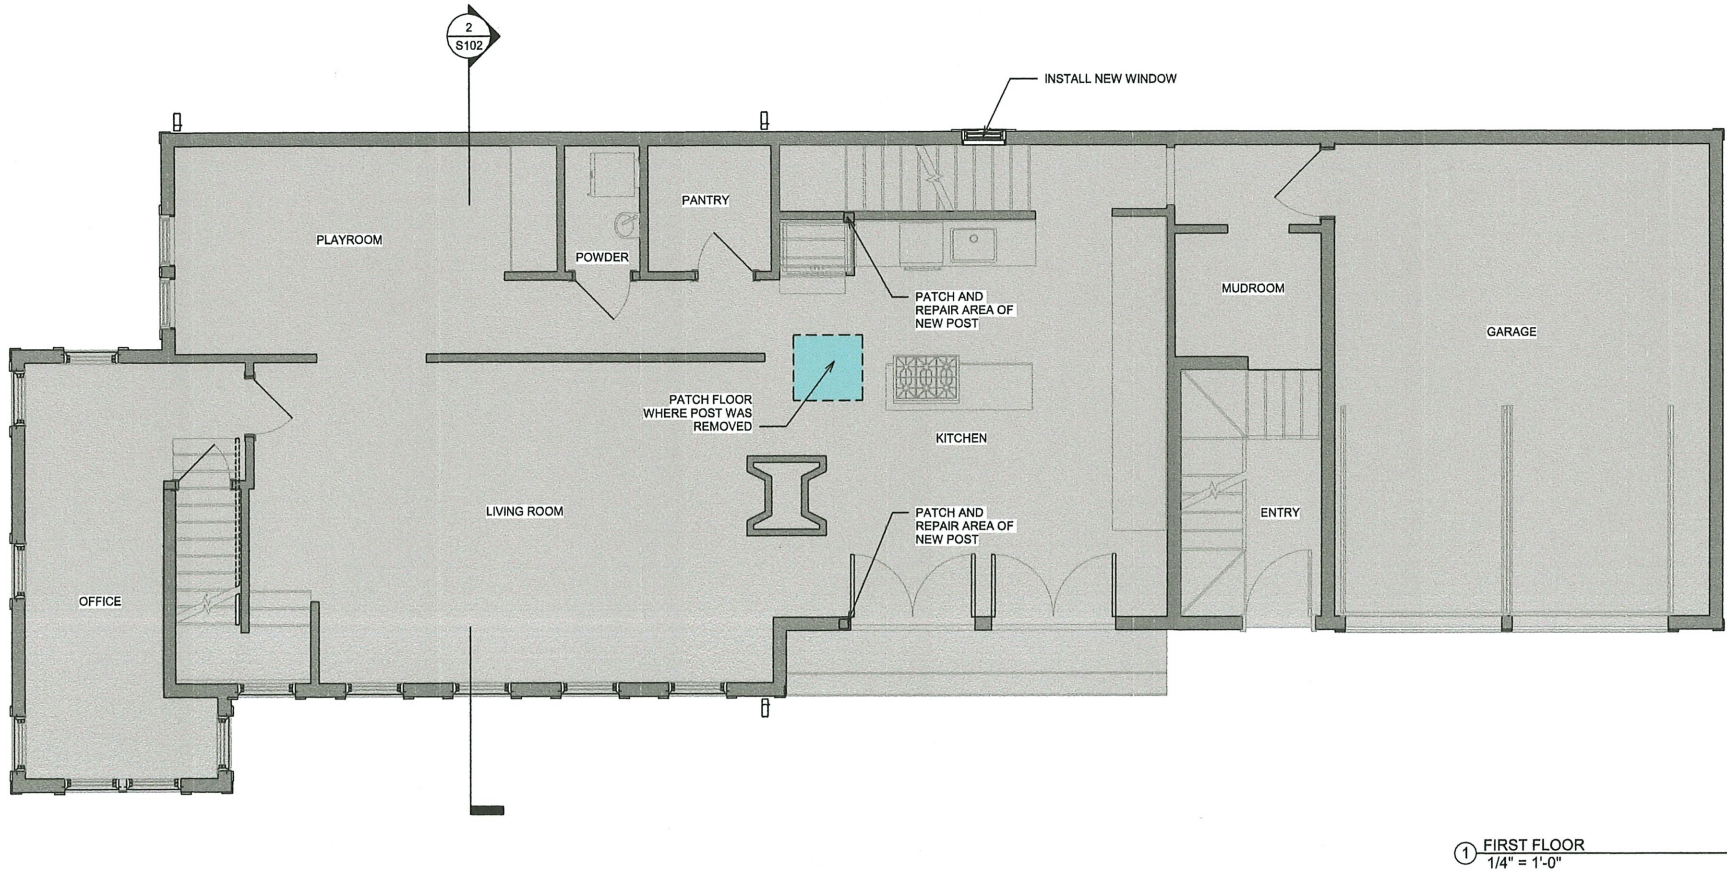 2
S102
INSTALL NEW WINDOW
PANTRY
PLAYROOM
POWDER
MUDROOM
PATCH AND
REPAIR AREA OF
NEW POST
GARAGE
PATCH FLOOR
WHERE POST WAS
REMOVED
KITCHEN
LIVING ROOM
PATCH AND
REPAIR AREA OF
NEW POST
ENTRY
OFFICE
1 FIRST FLOOR
1/4" = 1'-0"